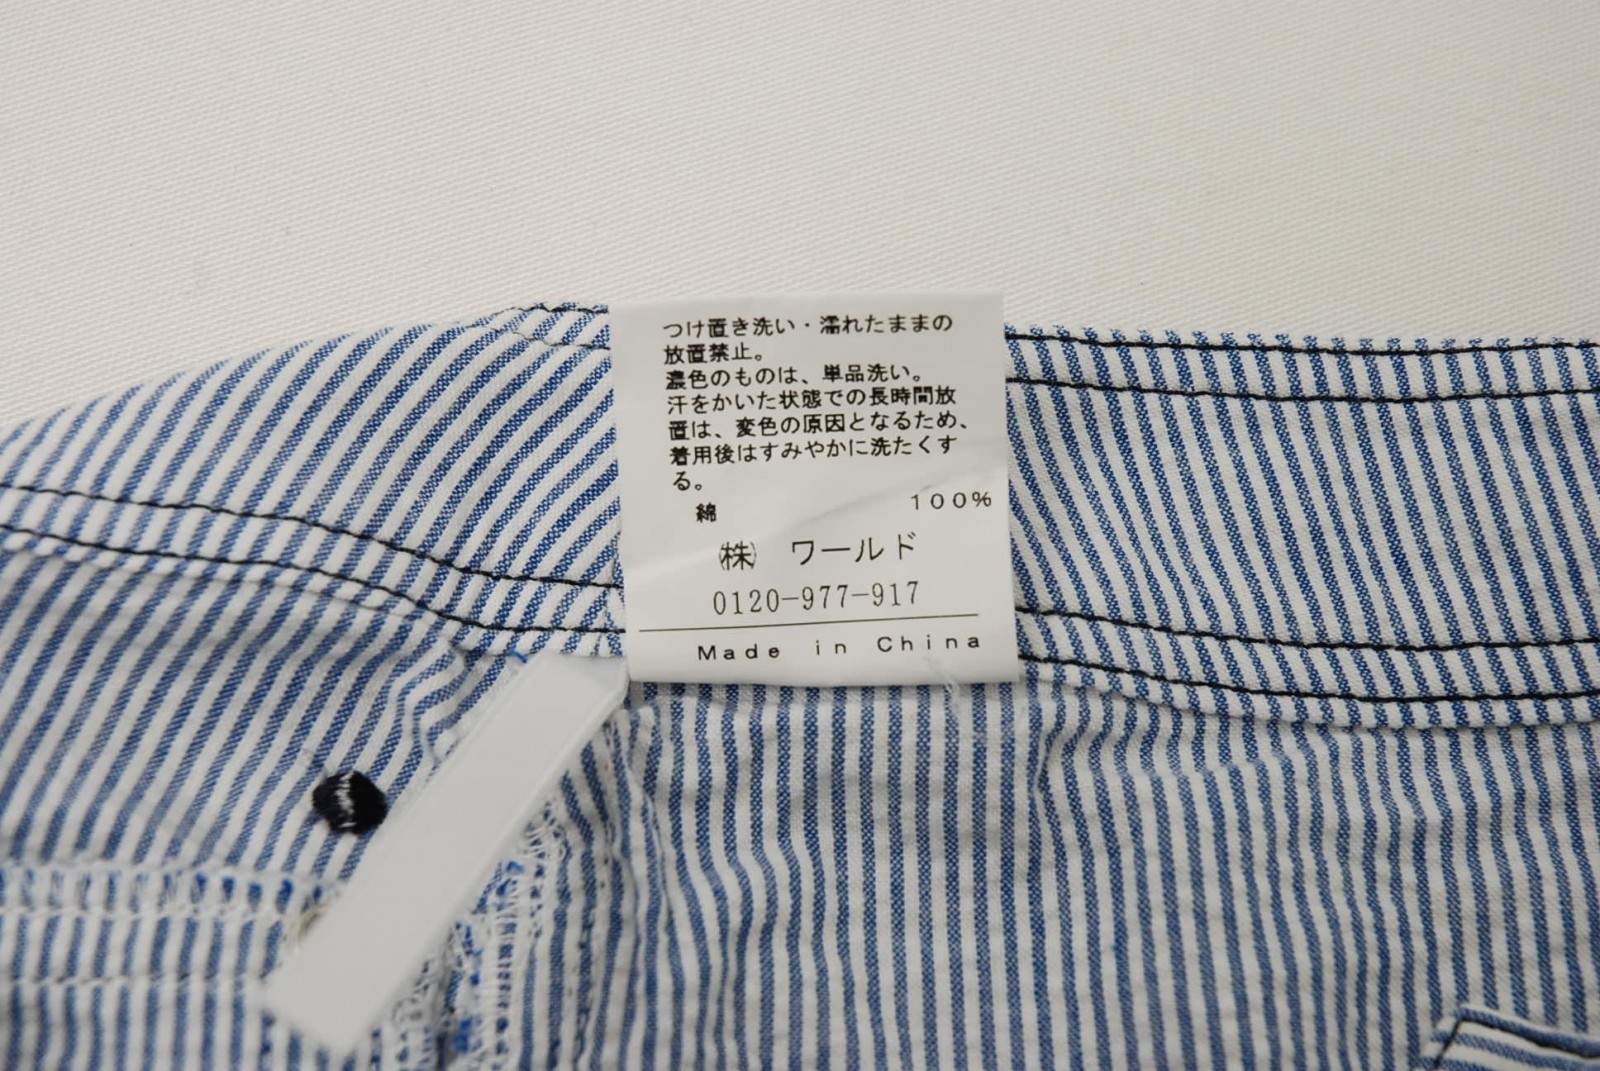 つけ置き洗い・濡れたままの
放置禁止。
濃色のものは、単品洗い。
汗をかいた状態での長時間放
置は、変色の原因となるため、
着用後はすみやかに洗たくす
る。
綿 100%
㈱ ワールド
0120-977-917
Made in China